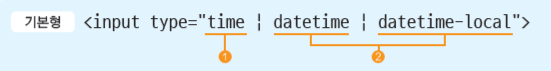 기본형 <input type="time ¦ datetime ¦ datetime-local">
1 2